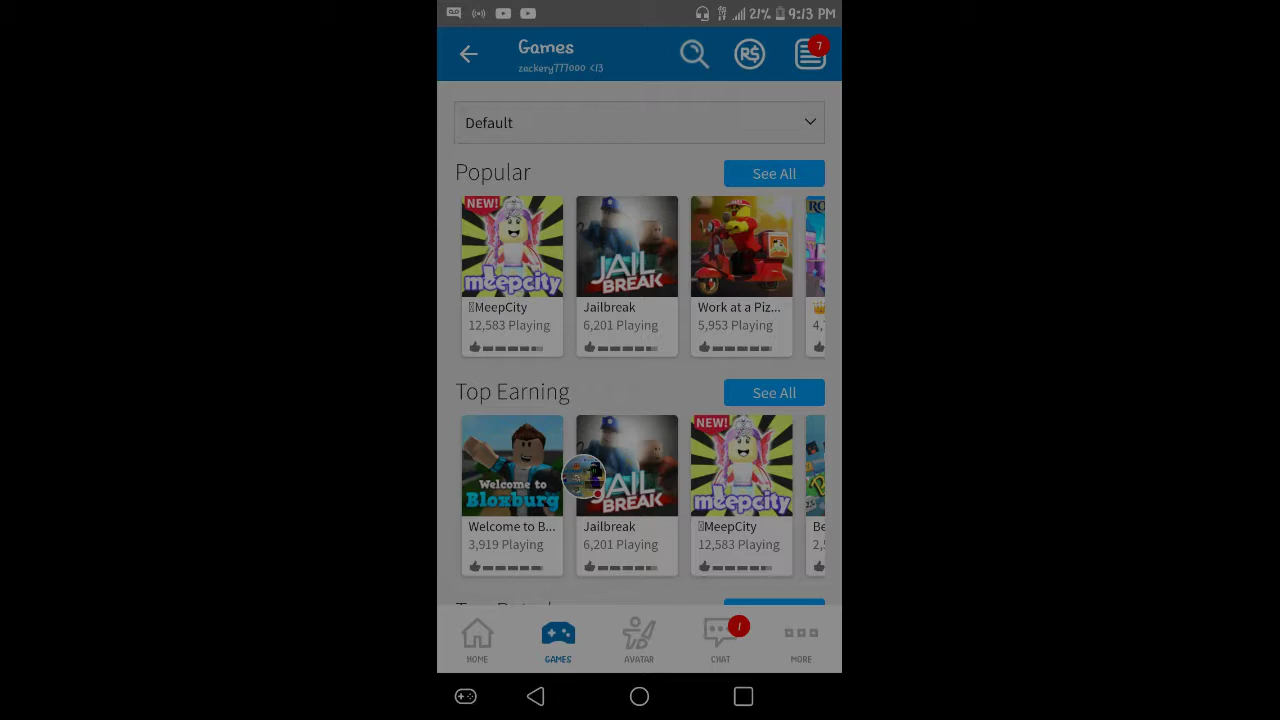 21% 9:13 PM
Games
zackery777000 <13
R$
7
Default
Popular
See All
NEW!
meepcity
JAIL
BREAK
MeepCity
Jailbreak
Work at a Piz...
12,583 Playing
6,201 Playing
5,953 Playing
4,
Top Earning
See All
Welcome to
Bloxburg
JAIL
BREAK
NEW!
meepcity
Welcome to B...
Jailbreak
MeepCity
Be
3,919 Playing
6,201 Playing
12,583 Playing
2,
1
HOME
GAMES
AVATAR
CHAT
MORE